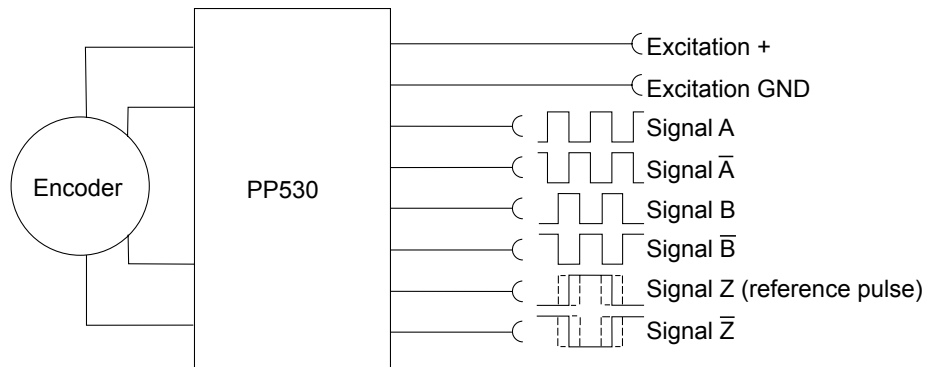 Excitation +
Excitation GND
Signal A
Signal A̅
Encoder
PP530
Signal B
Signal B̅
Signal Z (reference pulse)
Signal Z̅